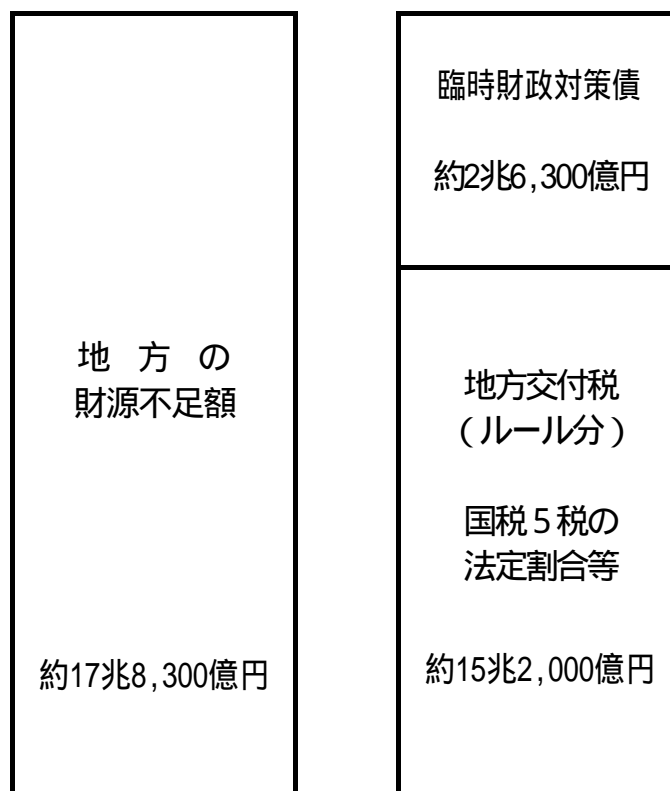 地方の
財源不足額
約17兆8,300億円
臨時財政対策債
約2兆6,300億円
地方交付税
(ルール分)
国税5税の
法定割合等
約15兆2,000億円